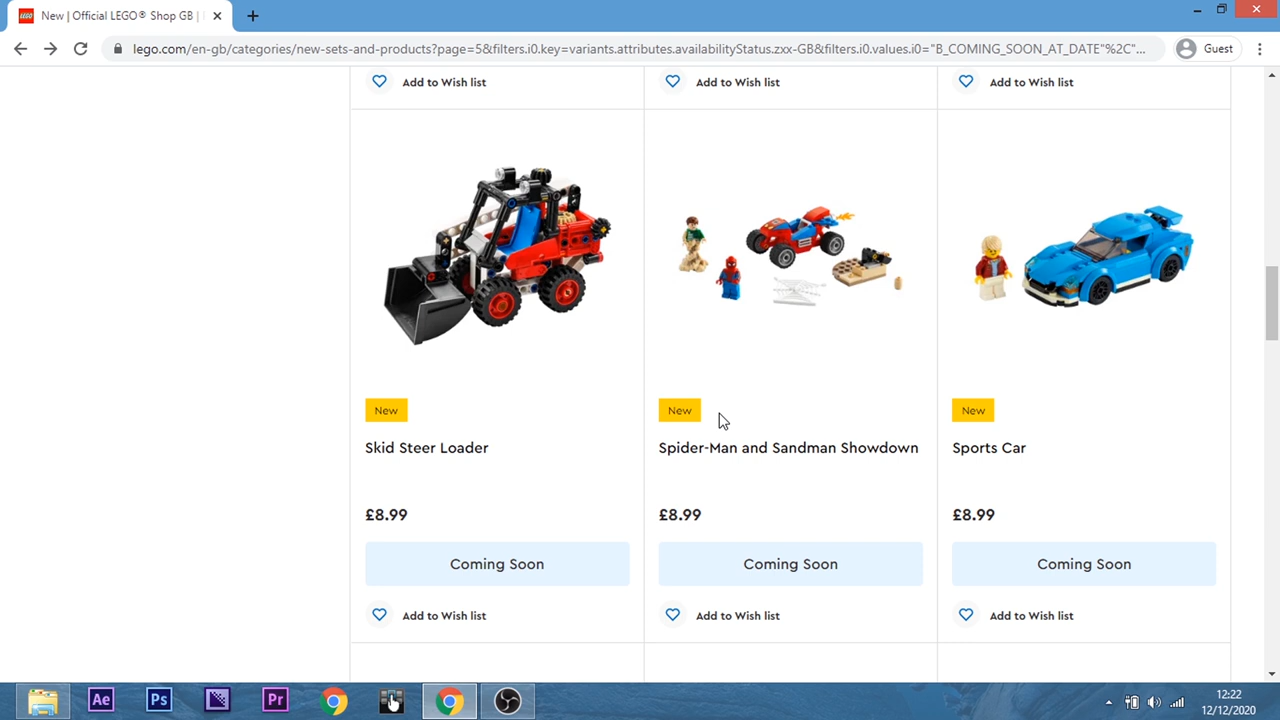 LEGO
New | Official LEGO® Shop GB |
lego.com/en-gb/categories/new-sets-and-products?page=5&filters.i0.key=variants.attributes.availabilityStatus.zxx-GB&filters.i0.values.i0="B_COMING_SOON_AT_DATE"%2C"...
Guest
Add to Wish list
Add to Wish list
Add to Wish list
New
New
New
Skid Steer Loader
Spider-Man and Sandman Showdown
Sports Car
£8.99
£8.99
£8.99
Coming Soon
Coming Soon
Coming Soon
Add to Wish list
Add to Wish list
Add to Wish list
Ae
Ps
Pr
12:22
12/12/2020